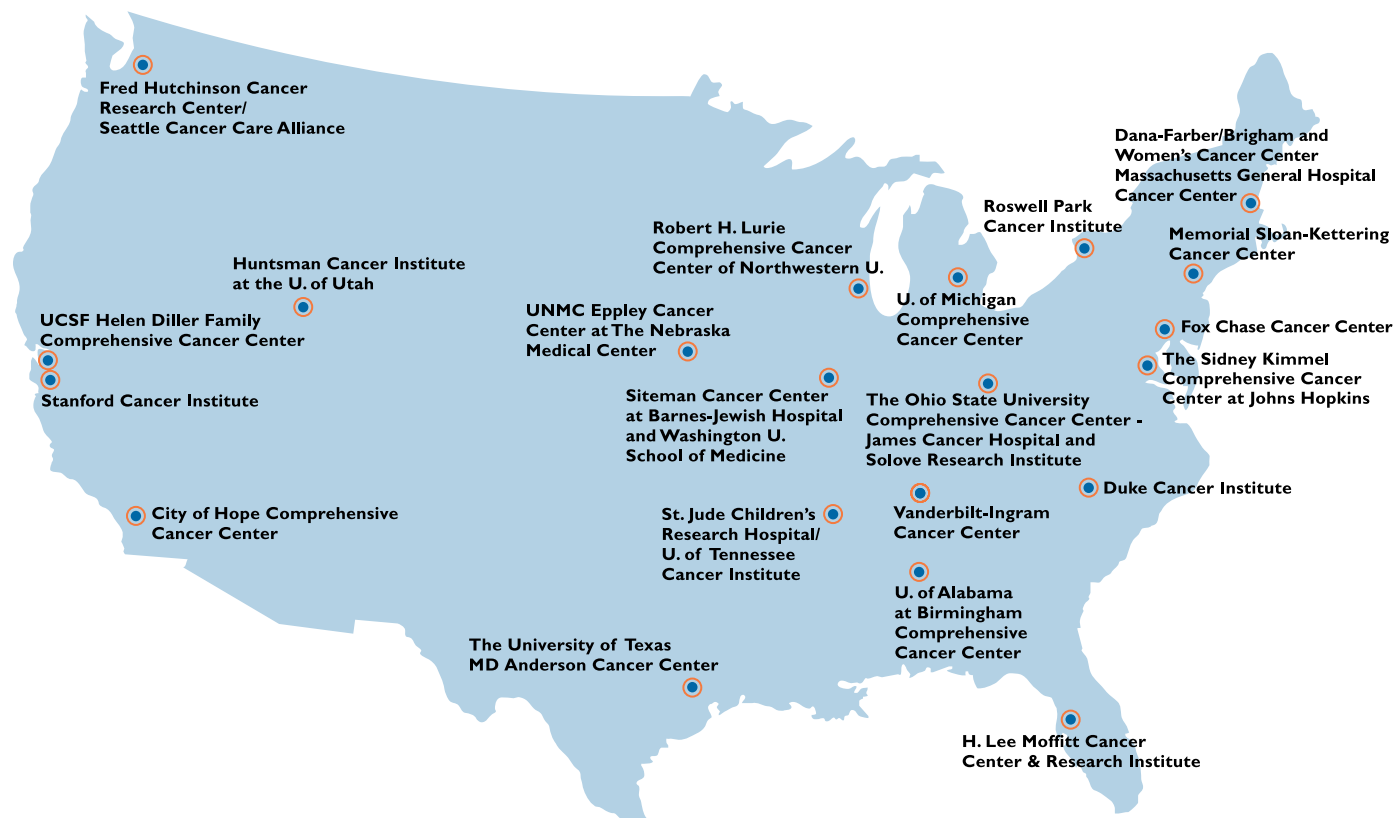 Fred Hutchinson Cancer
Research Center/
Seattle Cancer Care Alliance
Dana-Farber/Brigham and
Women's Cancer Center
Massachusetts General Hospital
Cancer Center
Roswell Park
Cancer Institute
Robert H. Lurie
Comprehensive Cancer
Center of Northwestern U.
Memorial Sloan-Kettering
Cancer Center
Huntsman Cancer Institute
at the U. of Utah
UCSF Helen Diller Family
Comprehensive Cancer Center
Stanford Cancer Institute
UNMC Eppley Cancer
Center at The Nebraska
Medical Center
U. of Michigan
Comprehensive
Cancer Center
Fox Chase Cancer Center
The Sidney Kimmel
Comprehensive Cancer
Center at Johns Hopkins
Siteman Cancer Center
at Barnes-Jewish Hospital
and Washington U.
School of Medicine
The Ohio State University
Comprehensive Cancer Center -
James Cancer Hospital and
Solove Research Institute
Duke Cancer Institute
City of Hope Comprehensive
Cancer Center
St. Jude Children's
Research Hospital/
U. of Tennessee
Cancer Institute
Vanderbilt-Ingram
Cancer Center
U. of Alabama
at Birmingham
Comprehensive
Cancer Center
The University of Texas
MD Anderson Cancer Center
H. Lee Moffitt Cancer
Center & Research Institute